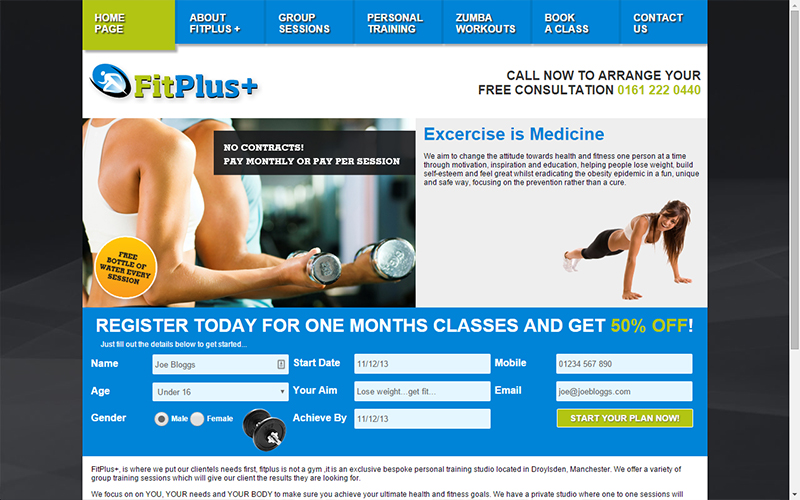 HOME
PAGE
ABOUT
FITPLUS +
GROUP
SESSIONS
PERSONAL
TRAINING
ZUMBA
WORKOUTS
BOOK
A CLASS
CONTACT
US
FitPlus+
CALL NOW TO ARRANGE YOUR
FREE CONSULTATION 0161 222 0440
NO CONTRACTS!
PAY MONTHLY OR PAY PER SESSION
FREE
BOTTLE OF
WATER EVERY
SESSION
Excercise is Medicine
We aim to change the attitude towards health and fitness one person at a time
through motivation, inspiration and education, helping people lose weight, build
self-esteem and feel great whilst eradicating the obesity epidemic in a fun, unique
and safe way, focusing on the prevention rather than a cure.
REGISTER TODAY FOR ONE MONTHS CLASSES AND GET 50% OFF!
Just fill out the details below to get started...
Name Joe Bloggs Start Date 11/12/13 Mobile 01234 567 890
Age Under 16 Your Aim Lose weight...get fit... Email joe@joebloggs.com
Gender Male Female Achieve By 11/12/13 START YOUR PLAN NOW!
FitPlus+, is where we put our clientels needs first, fitplus is not a gym ,it is an exclusive bespoke personal training studio located in Droylsden, Manchester. We offer a variety of
group training sessions which will give our client the results they are looking for.
We focus on on YOU, YOUR needs and YOUR BODY to make sure you achieve your ultimate health and fitness goals. We have a private studio where one to one sessions will